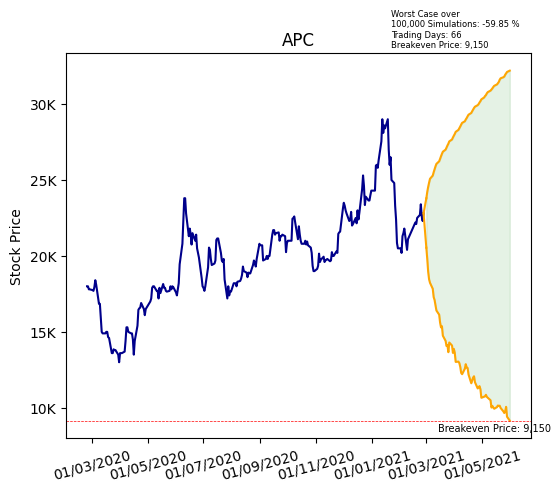 Worst Case over
100,000 Simulations: -59.85 %
Trading Days: 66
Breakeven Price: 9,150
APC
Stock Price
30K
25K
20K
15K
10K
Breakeven Price: 9,150
01/03/2020 01/05/2020 01/07/2020 01/09/2020 01/11/2020 01/01/2021 01/03/2021 01/05/2021